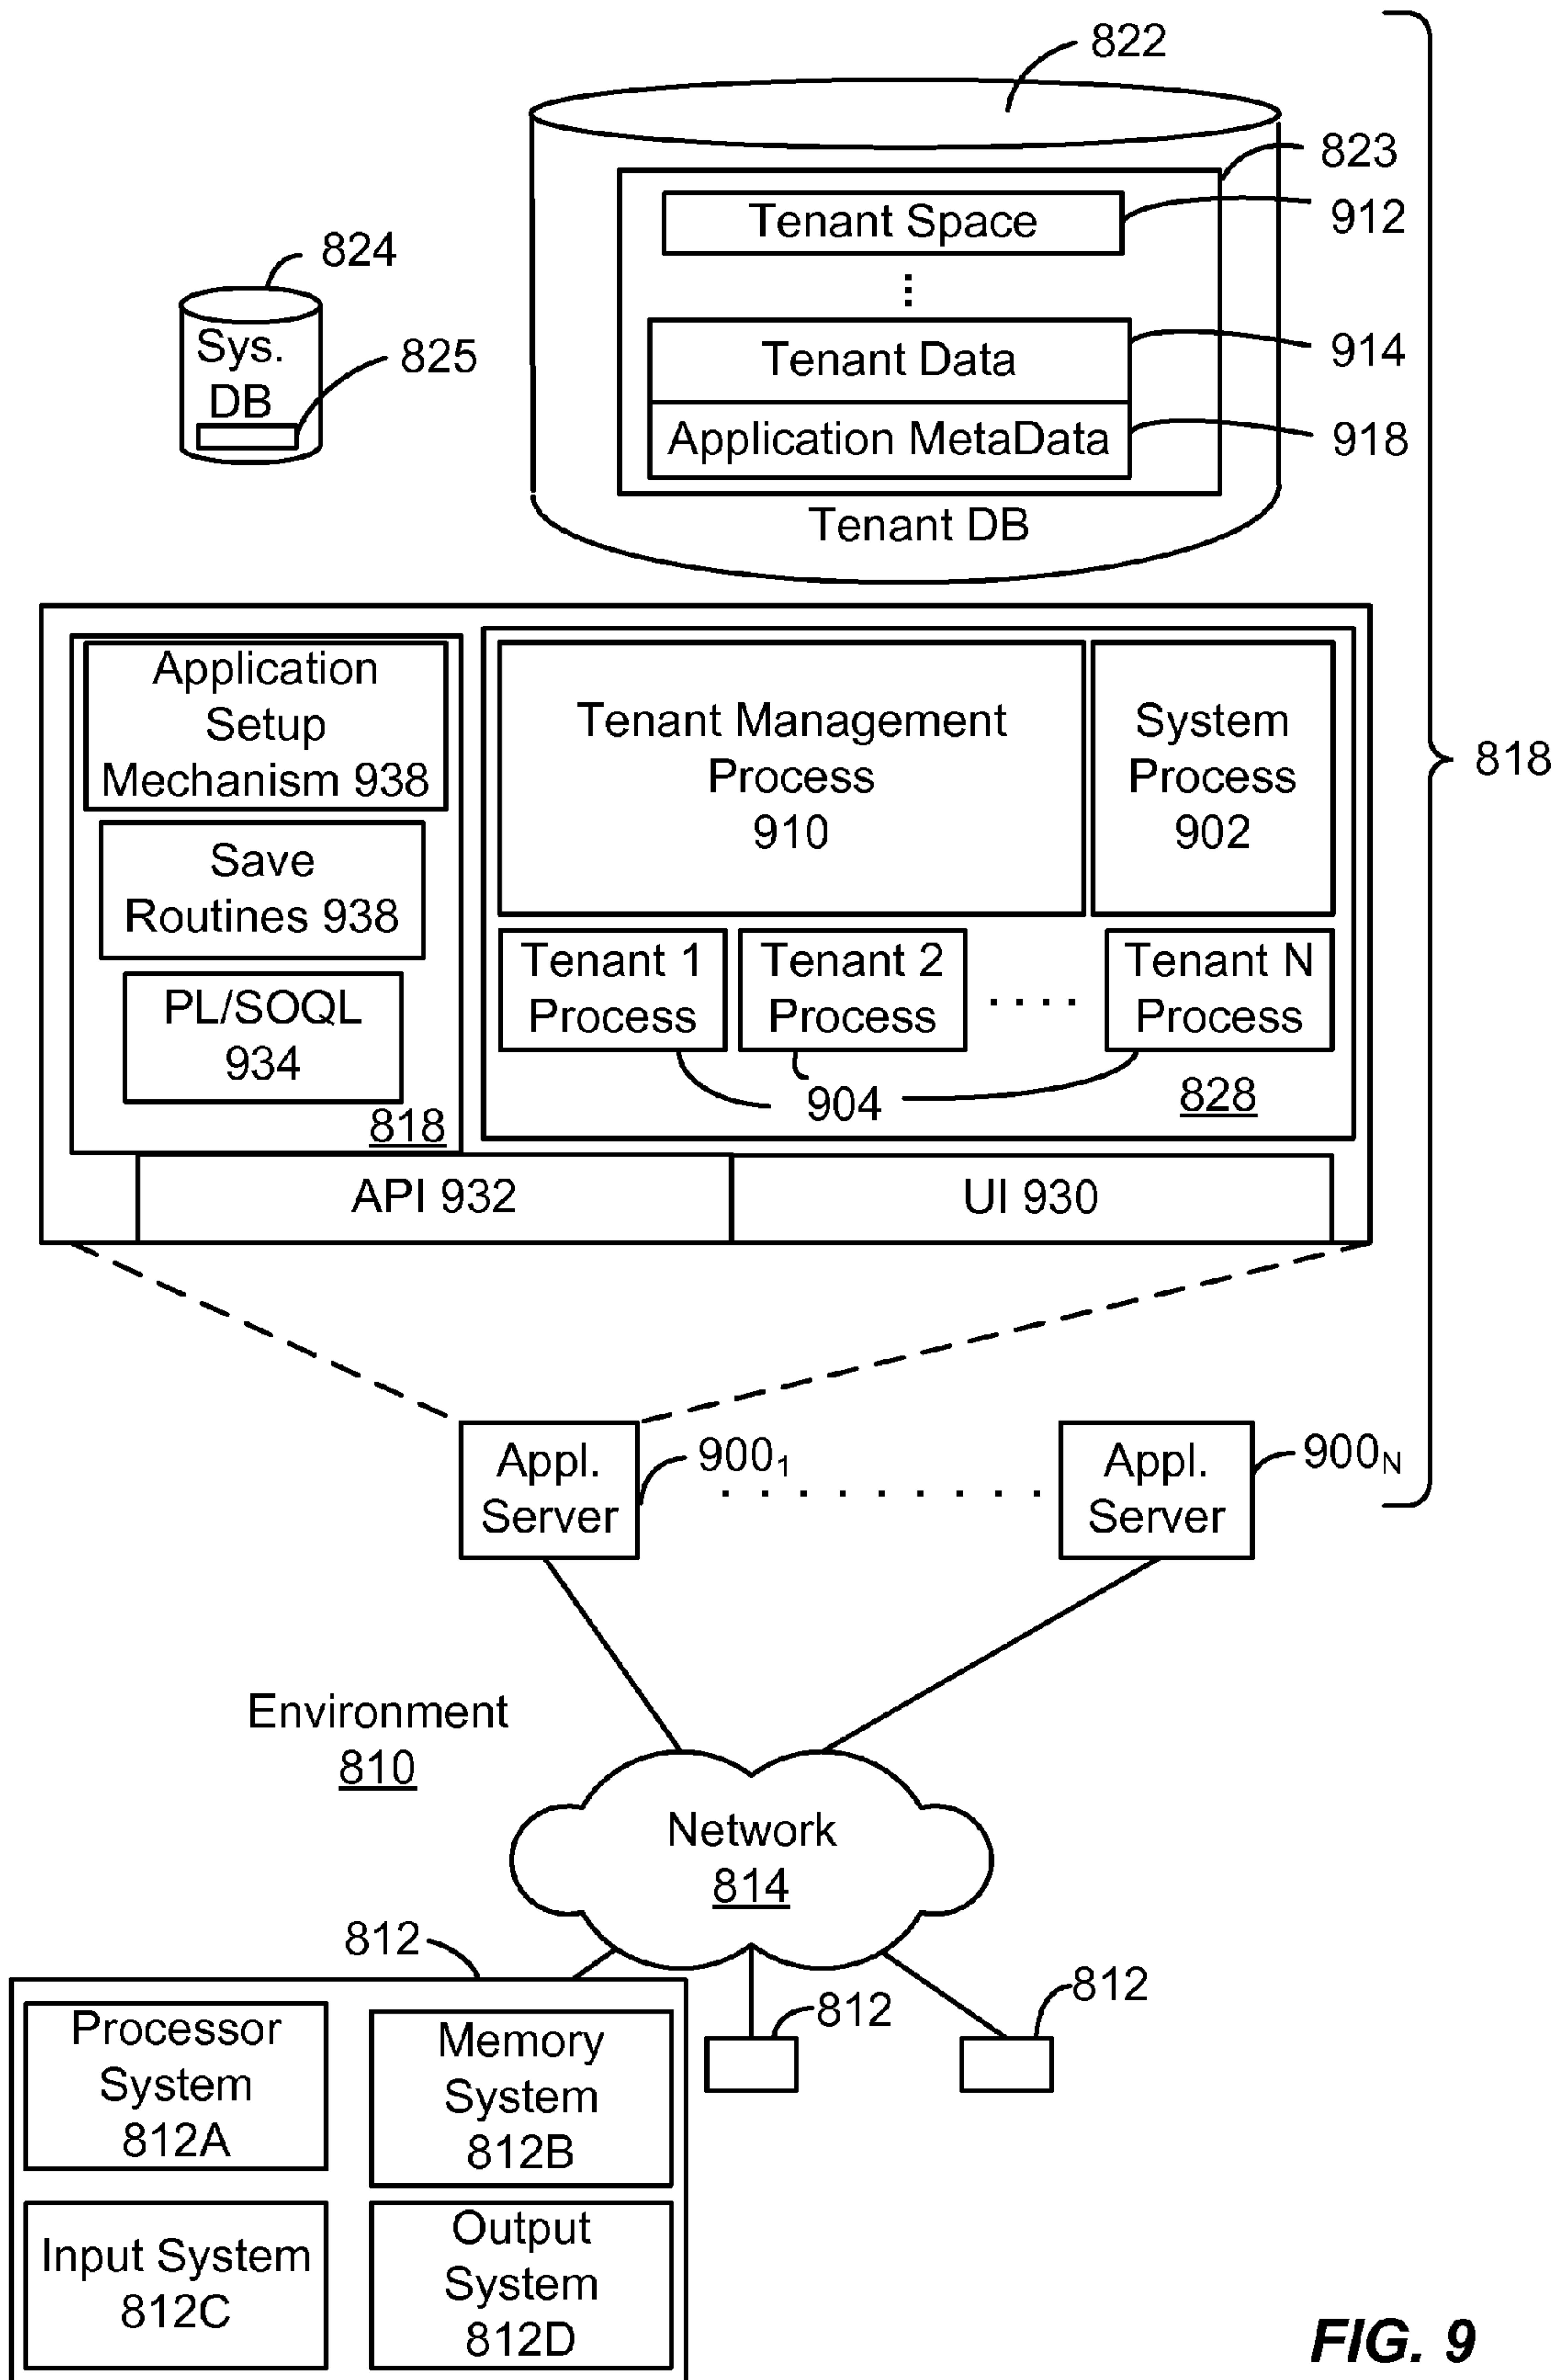 822
823
Tenant Space
912
824
Sys.
DB
825
Tenant Data
914
Application MetaData
918
Tenant DB
Application
Setup
Mechanism 938
Save
Routines 938
PL/SOQL
934
818
Tenant Management
Process
910
System
Process
902
Tenant 1
Process
Tenant 2
Process
. . . .
Tenant N
Process
904
828
818
API 932
UI 930
Appl.
Server
900₁
. . . . . . . . .
Appl.
Server
900N
Environment
810
Network
814
812
812
812
Processor
System
812A
Memory
System
812B
Input System
812C
Output
System
812D
FIG. 9